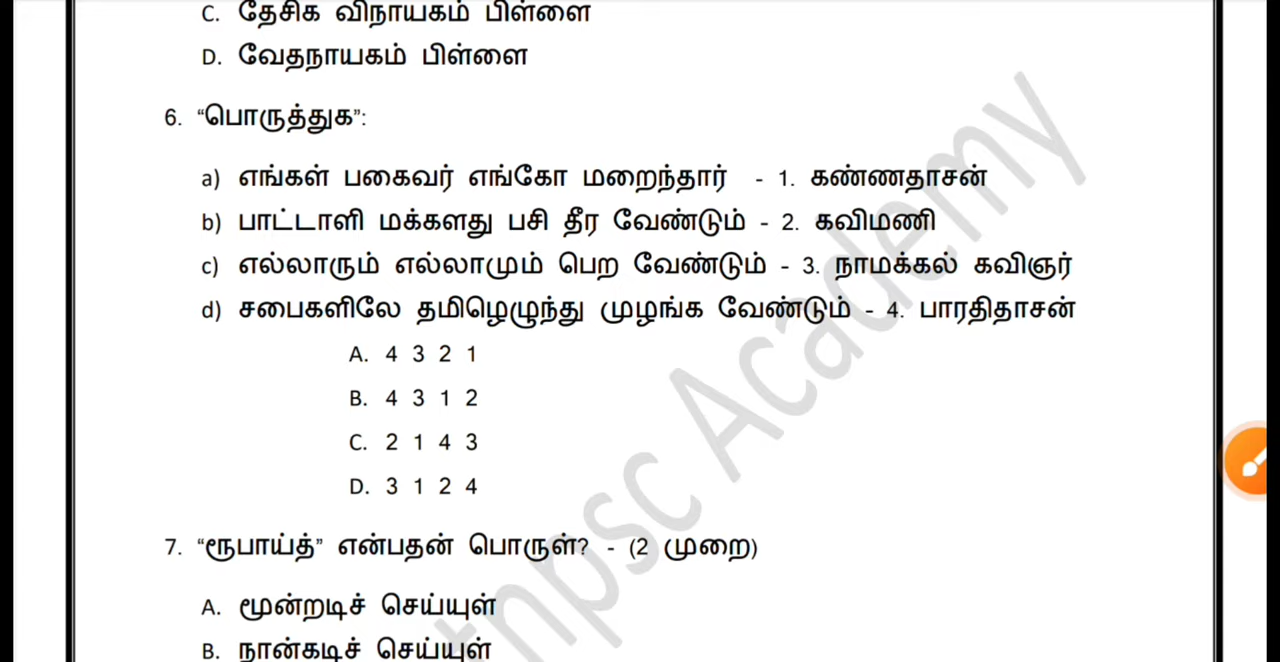 C. தேசிக விநாயகம் பிள்ளை
D. வேதநாயகம் பிள்ளை
6. “பொருத்துக”:
a) எங்கள் பகைவர் எங்கோ மறைந்தார் - 1. கண்ணதாசன்
b) பாட்டாளி மக்களது பசி தீர வேண்டும் - 2. கவிமணி
c) எல்லாரும் எல்லாமும் பெற வேண்டும் - 3. நாமக்கல் கவிஞர்
d) சபைகளிலே தமிழெழுந்து முழங்க வேண்டும் - 4. பாரதிதாசன்
A. 4 3 2 1
B. 4 3 1 2
C. 2 1 4 3
D. 3 1 2 4
7. “ரூபாய்த்” என்பதன் பொருள்? - (2 முறை)
A. மூன்றடிச் செய்யுள்
B. நான்கடிச் செய்யுள்
tnpsc Academy